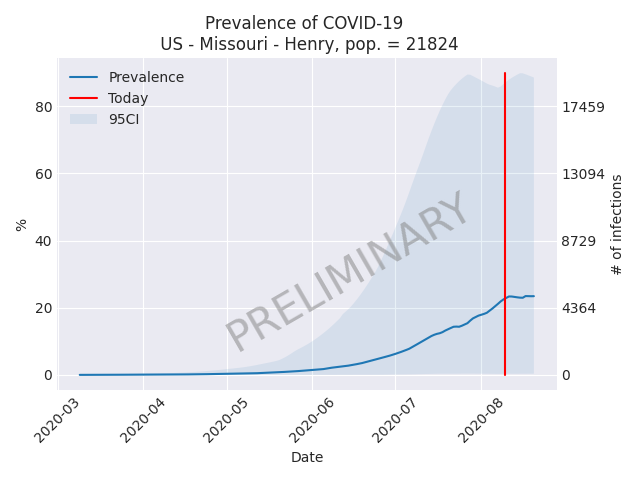 Prevalence of COVID-19
US - Missouri - Henry, pop. = 21824
Prevalence
Today
95CI
80
60
40
20
0
%
17459
13094
8729
4364
0
# of infections
PRELIMINARY
2020-03
2020-04
2020-05
2020-06
2020-07
2020-08
Date